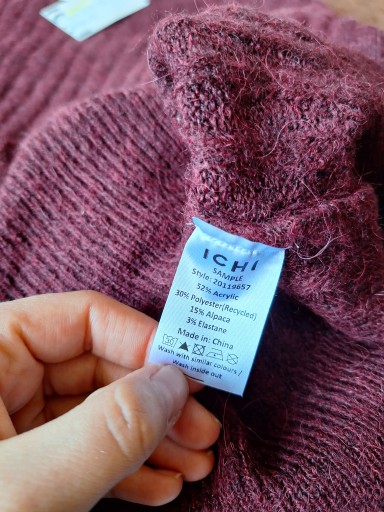 ICHI
SAMPLE
Style: 20119657
52% Acrylic
30% Polyester(Recycled)
15% Alpaca
3% Elastane
Made in: China
Wash with similar colours /
Wash inside out